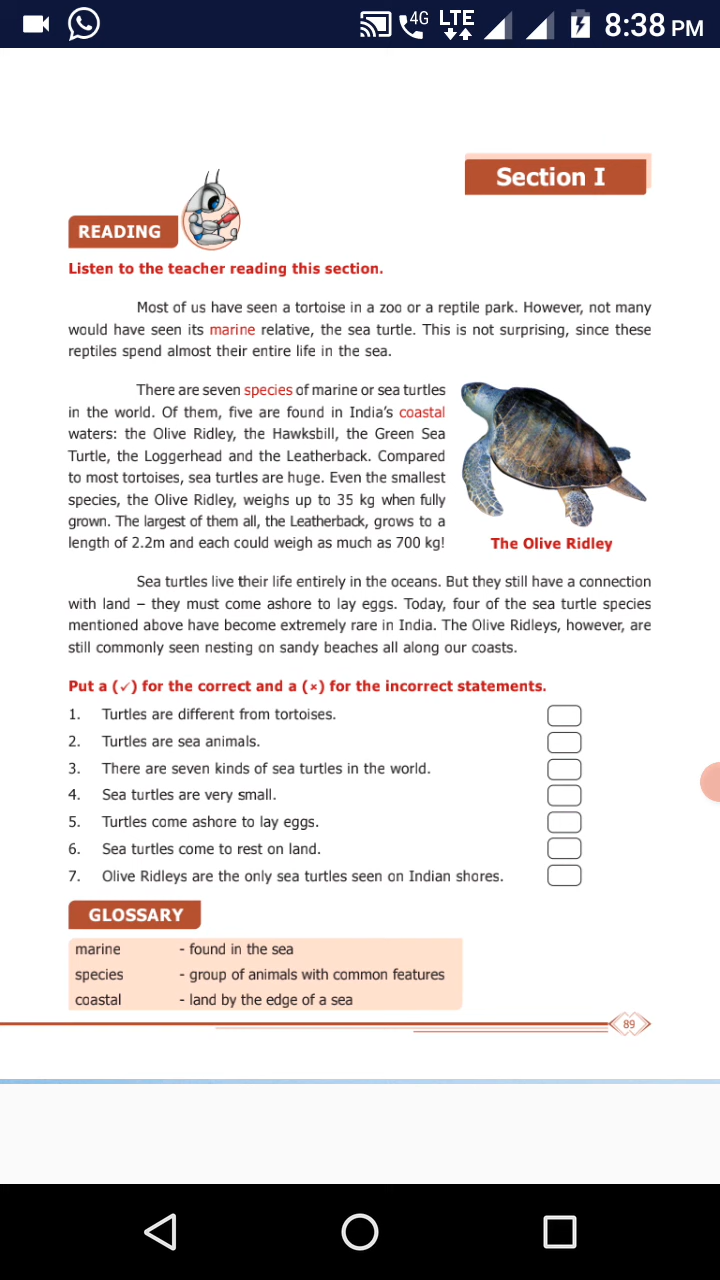 4G LTE 8:38 PM
Section I
READING
Listen to the teacher reading this section.
Most of us have seen a tortoise in a zoo or a reptile park. However, not many
would have seen its marine relative, the sea turtle. This is not surprising, since these
reptiles spend almost their entire life in the sea.
There are seven species of marine or sea turtles
in the world. Of them, five are found in India's coastal
waters: the Olive Ridley, the Hawksbill, the Green Sea
Turtle, the Loggerhead and the Leatherback. Compared
to most tortoises, sea turtles are huge. Even the smallest
species, the Olive Ridley, weighs up to 35 kg when fully
grown. The largest of them all, the Leatherback, grows to a
length of 2.2m and each could weigh as much as 700 kg!
The Olive Ridley
Sea turtles live their life entirely in the oceans. But they still have a connection
with land – they must come ashore to lay eggs. Today, four of the sea turtle species
mentioned above have become extremely rare in India. The Olive Ridleys, however, are
still commonly seen nesting on sandy beaches all along our coasts.
Put a (✓) for the correct and a (×) for the incorrect statements.
1. Turtles are different from tortoises.
2. Turtles are sea animals.
3. There are seven kinds of sea turtles in the world.
4. Sea turtles are very small.
5. Turtles come ashore to lay eggs.
6. Sea turtles come to rest on land.
7. Olive Ridleys are the only sea turtles seen on Indian shores.
GLOSSARY
marine - found in the sea
species - group of animals with common features
coastal - land by the edge of a sea
89